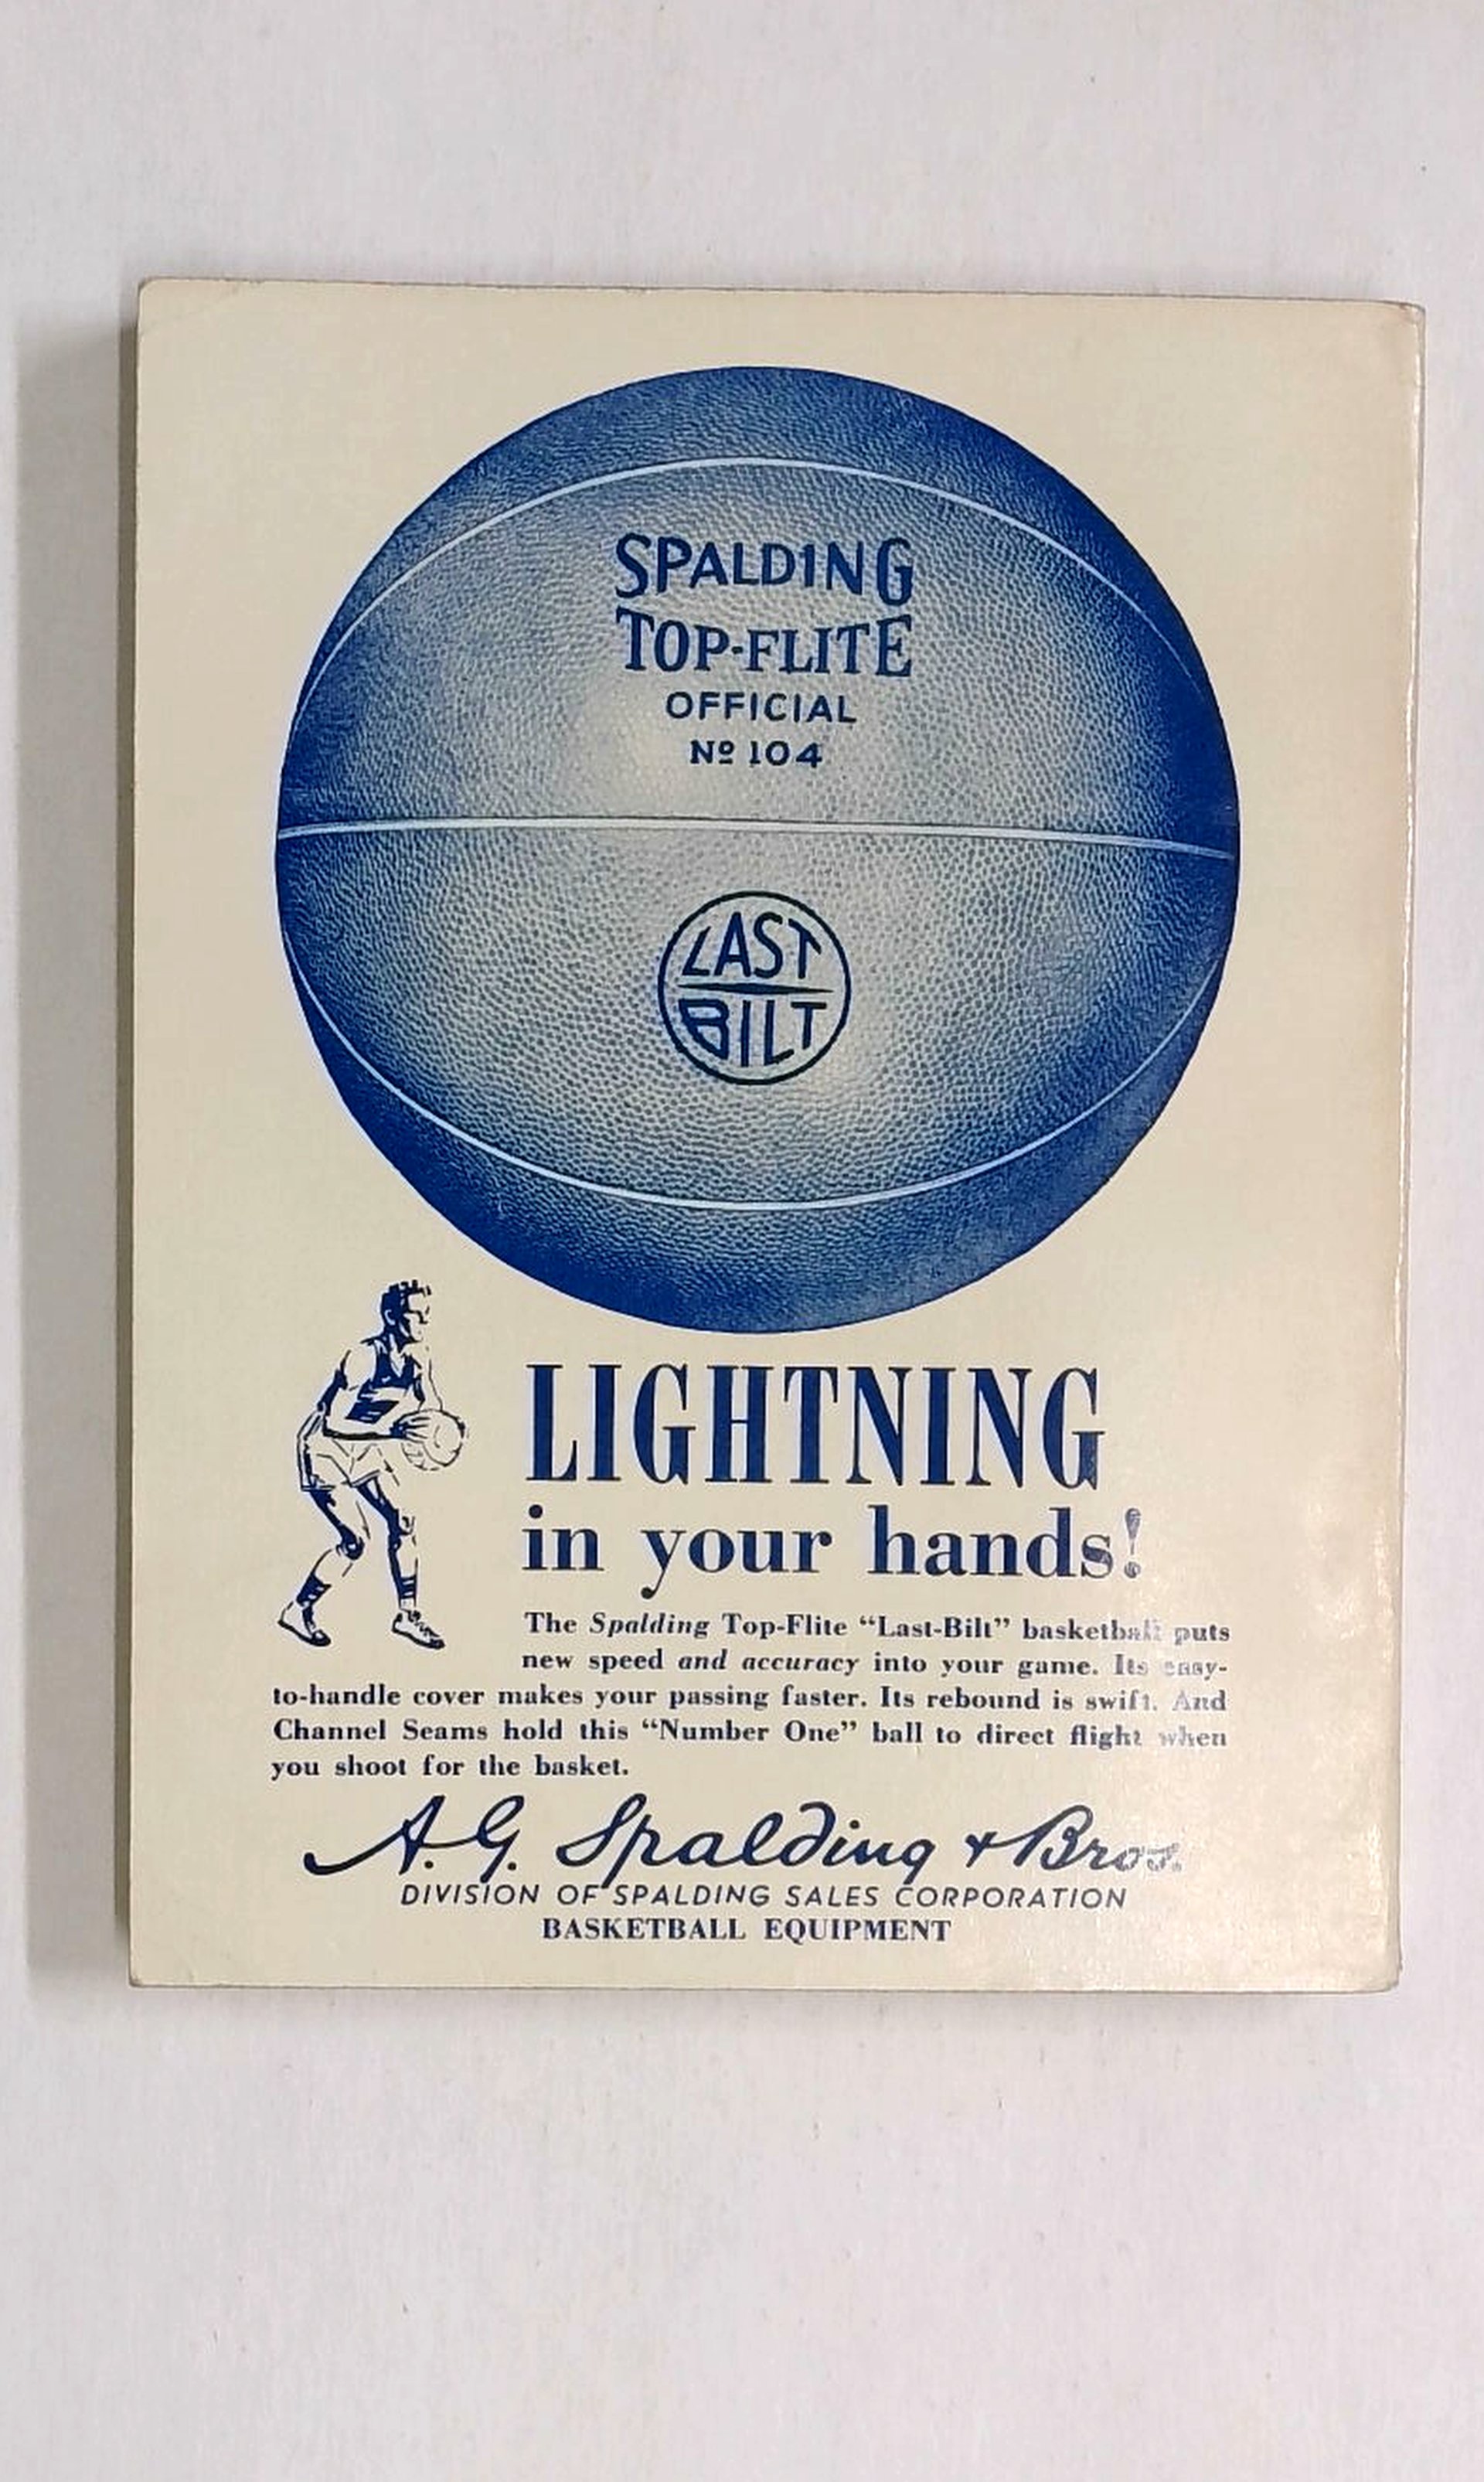 SPALDING
TOP-FLITE
OFFICIAL
Nº 104
LAST
BILT
LIGHTNING
in your hands!
The Spalding Top-Flite “Last-Bilt” basketball puts
new speed and accuracy into your game. Its easy-
to-handle cover makes your passing faster. Its rebound is swift. And
Channel Seams hold this “Number One” ball to direct flight when
you shoot for the basket.
A. G. Spalding & Bros.
DIVISION OF SPALDING SALES CORPORATION
BASKETBALL EQUIPMENT